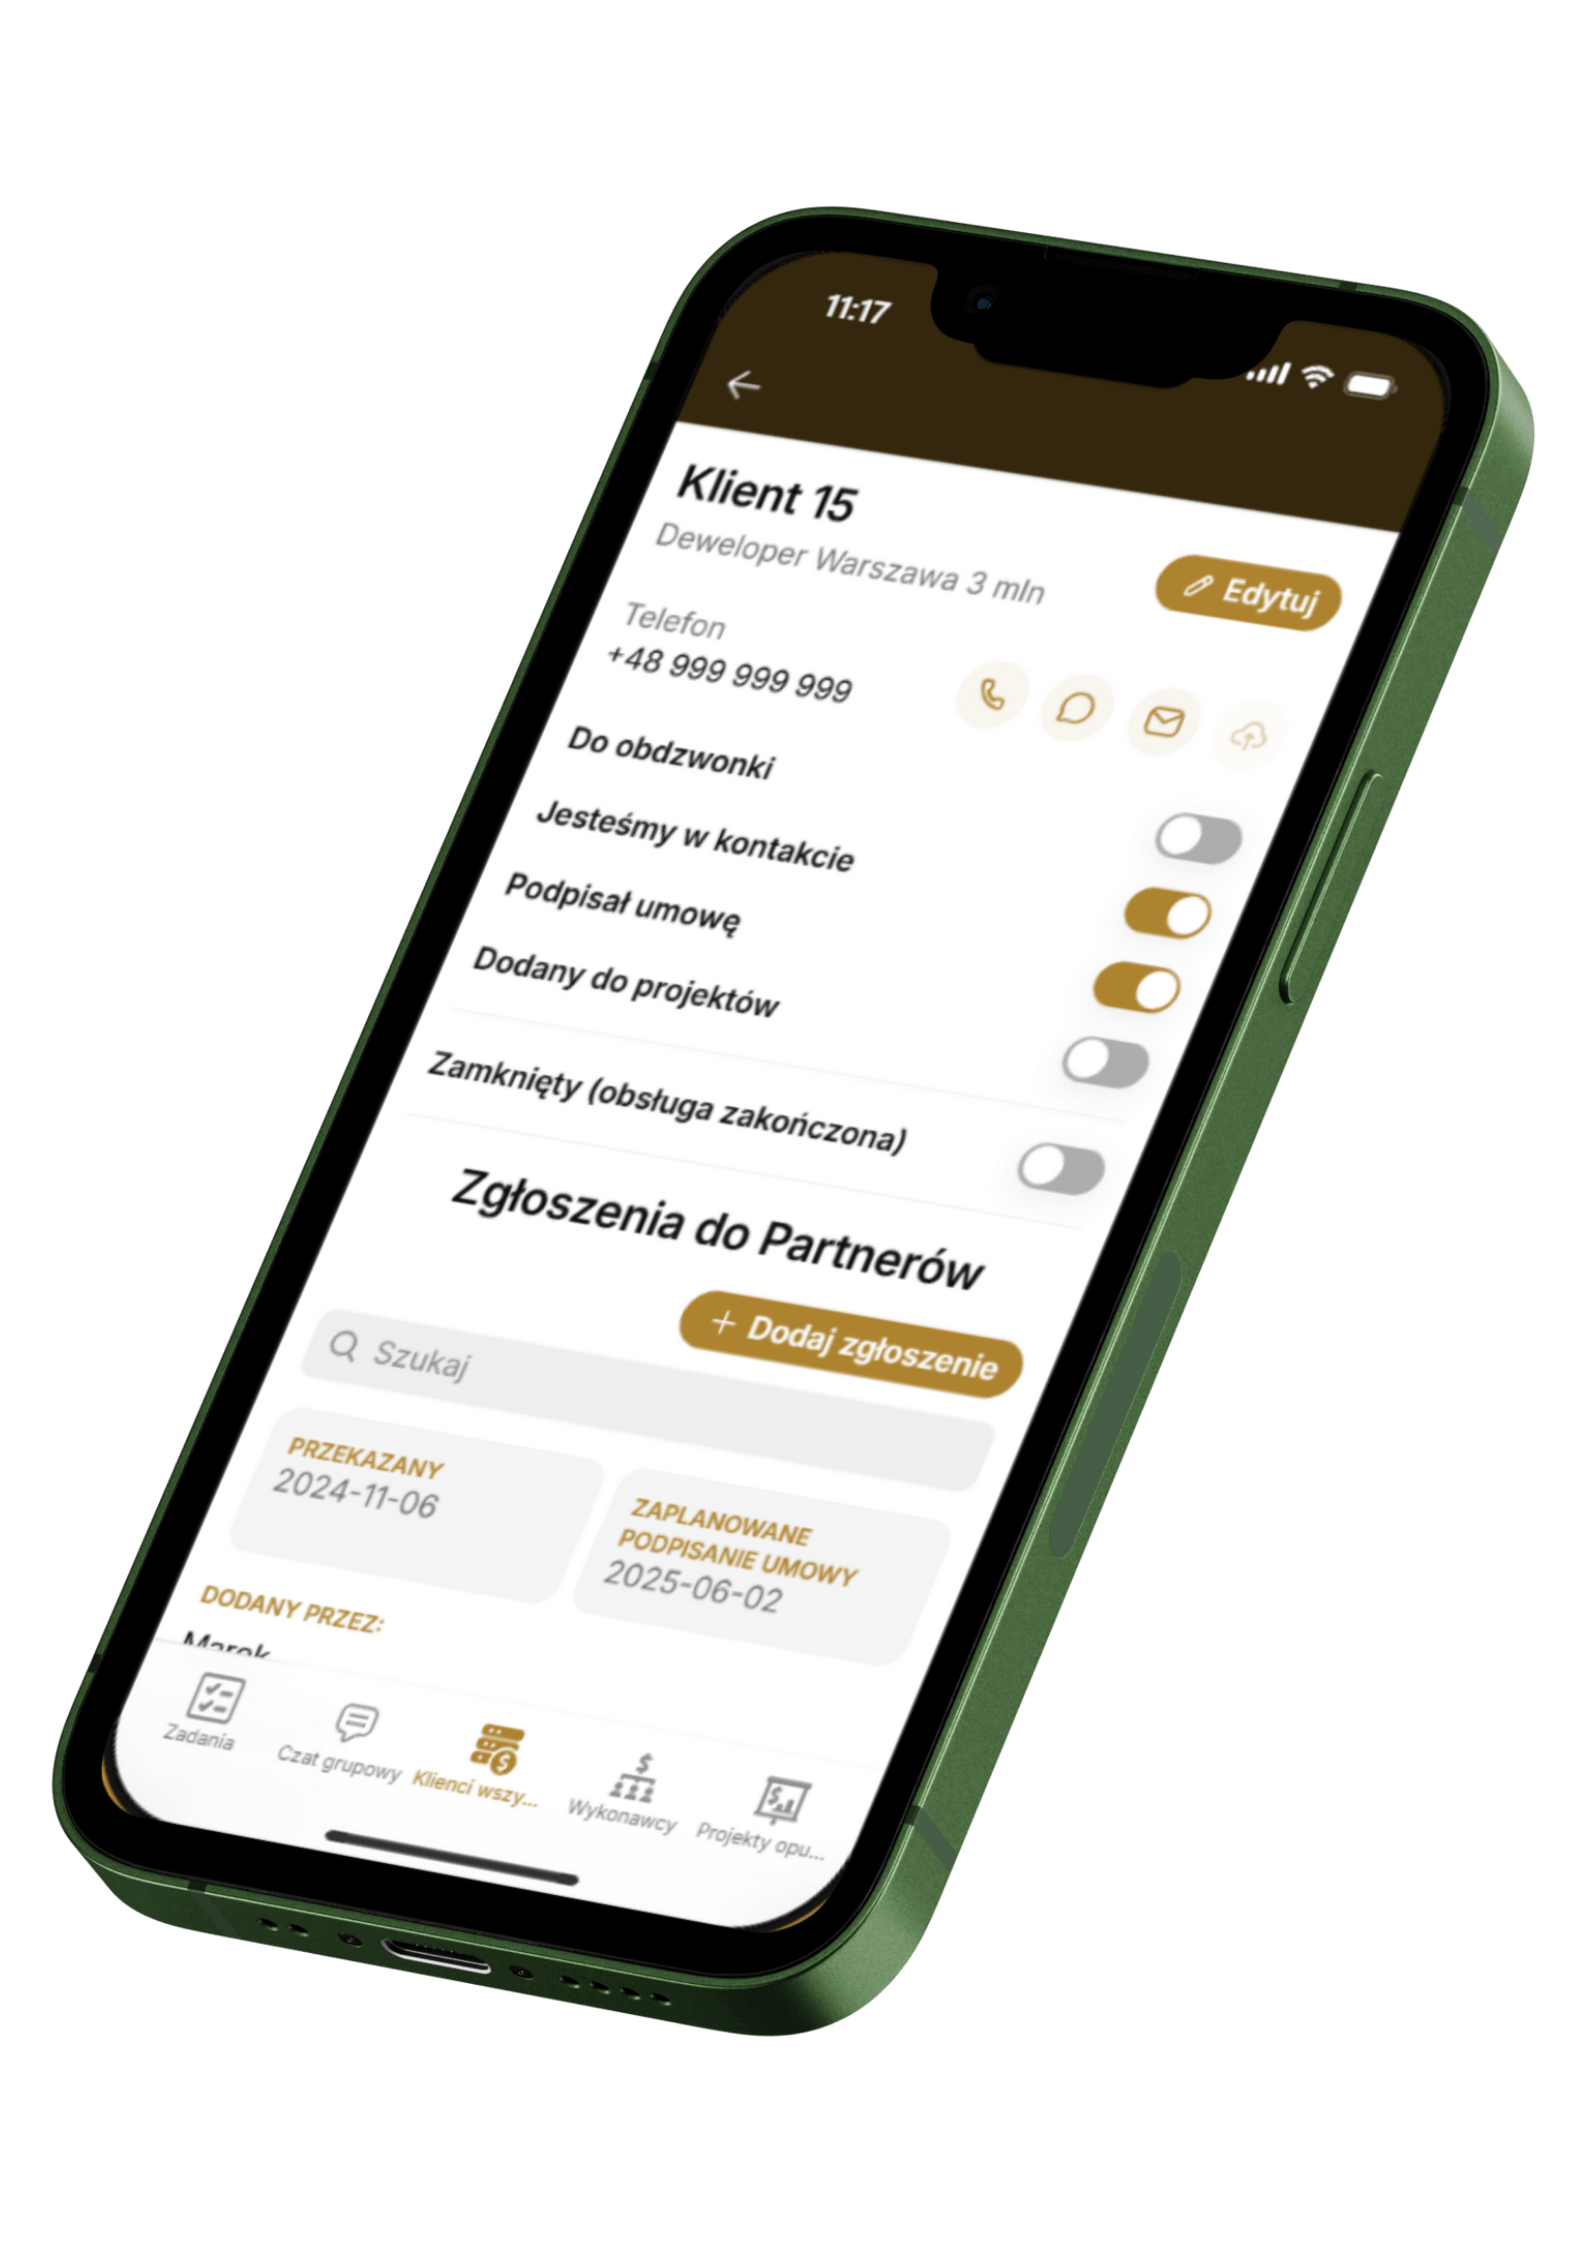 11:17
Klient 15
Deweloper Warszawa 3 mln
Edytuj
Telefon
+48 999 999 999
Do obdzwonki
Jesteśmy w kontakcie
Podpisał umowę
Dodany do projektów
Zamknięty (obsługa zakończona)
Zgłoszenia do Partnerów
+ Dodaj zgłoszenie
Szukaj
PRZEKAZANY
2024-11-06
ZAPLANOWANE
PODPISANIE UMOWY
2025-06-02
DODANY PRZEZ:
Marek
Zadania
Czat grupowy
Klienci wszy...
Wykonawcy
Projekty opu...